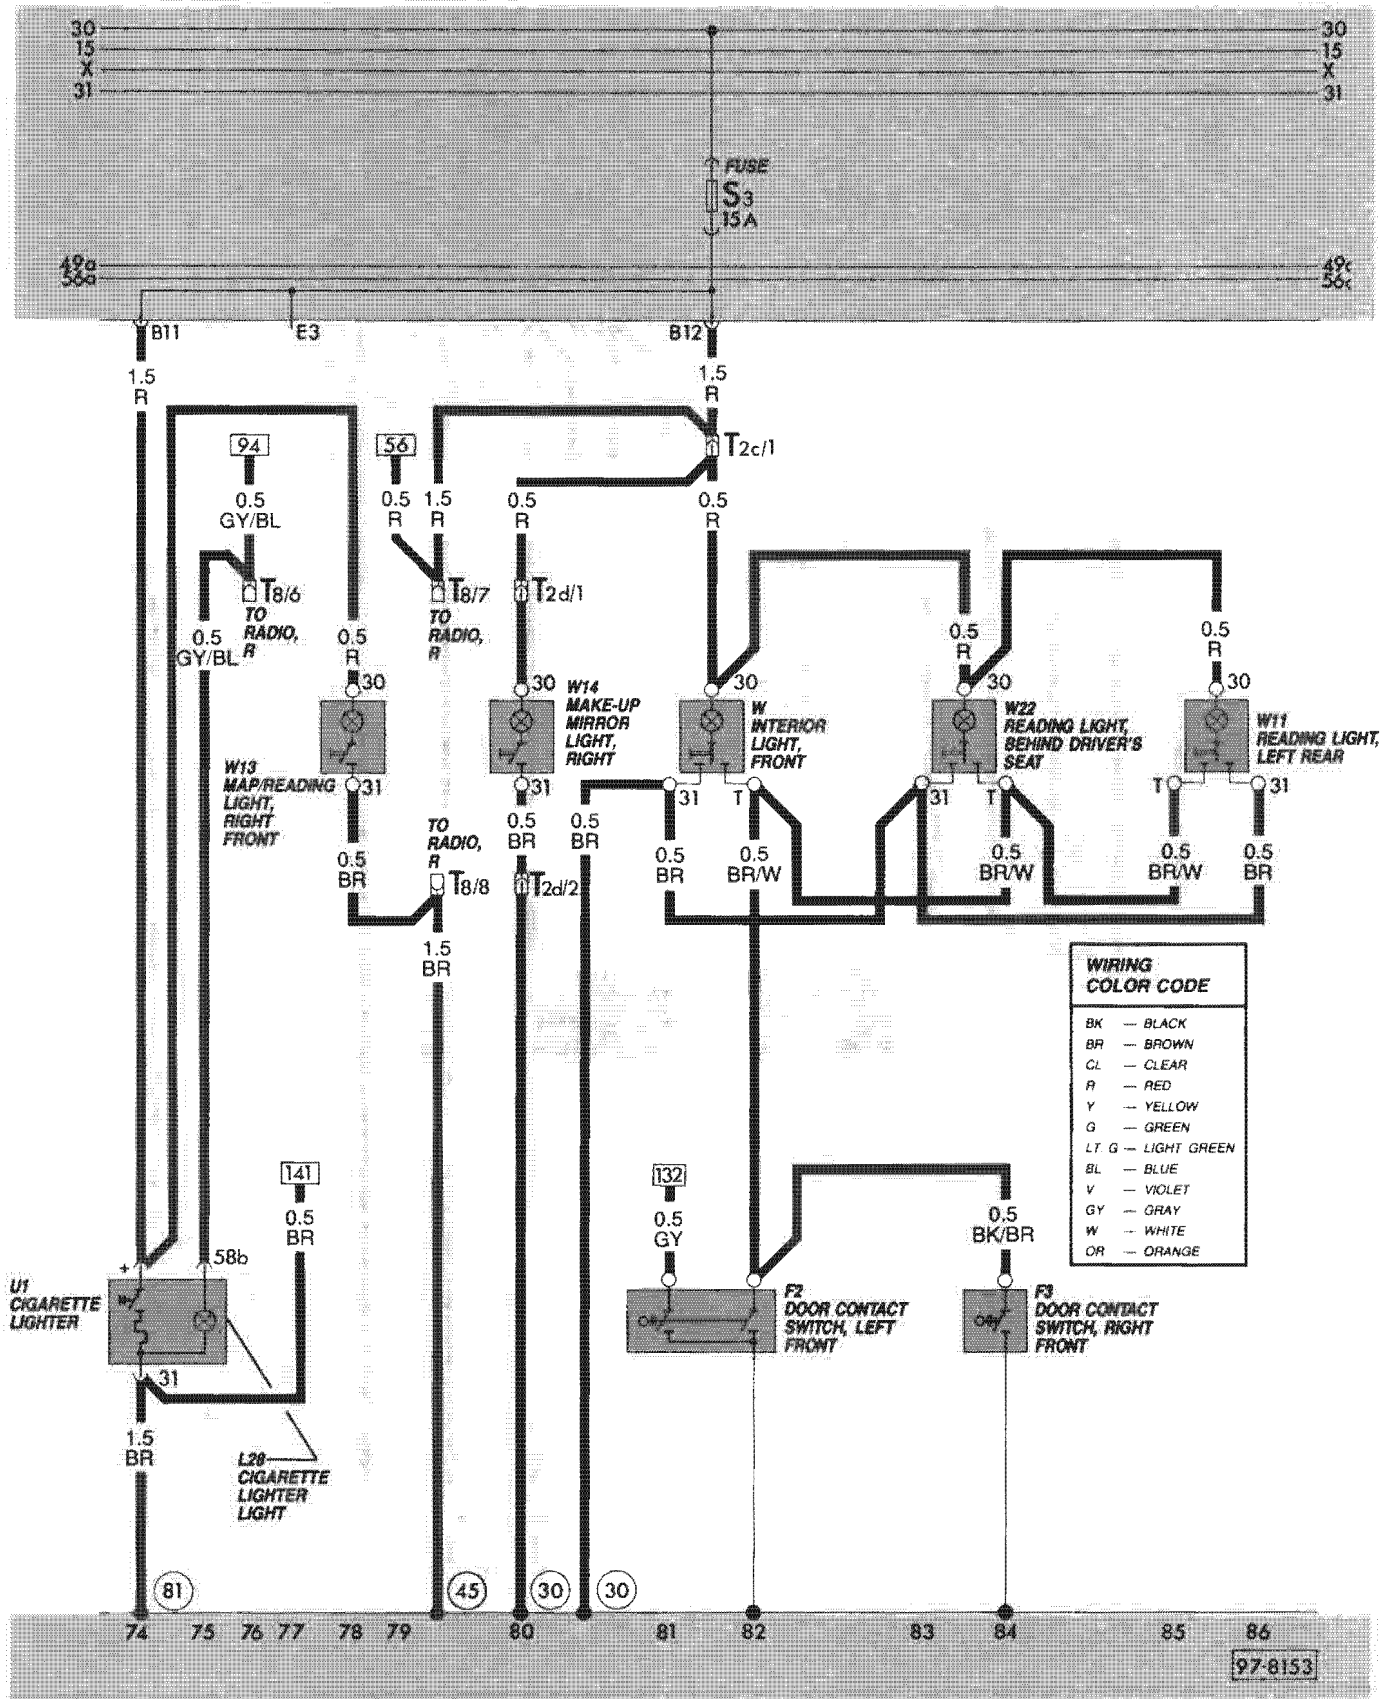 30 30
15 15
X X
31 31
FUSE
S3
15A
49a 49a
56a 56a
B11 E3 B12
1.5
R
1.5
R
94
56
T2c/1
0.5
GY/BL
0.5
R
1.5
R
0.5
R
0.5
R
T8/6
TO
RADIO,
R
T8/7
TO
RADIO,
R
T2d/1
0.5
GY/BL
0.5
R
0.5
R
0.5
R
30
30
30
30
30
W13
MAP/READING
LIGHT,
RIGHT
FRONT
W14
MAKE-UP
MIRROR
LIGHT,
RIGHT
W
INTERIOR
LIGHT,
FRONT
W22
READING LIGHT,
BEHIND DRIVER'S
SEAT
W11
READING LIGHT,
LEFT REAR
31
31
31 T
31 T
T 31
0.5
BR
TO
RADIO,
R
T8/8
0.5
BR
T2d/2
0.5
BR
0.5
BR
0.5
BR/W
0.5
BR/W
0.5
BR/W
0.5
BR
1.5
BR
WIRING
COLOR CODE
BK — BLACK
BR — BROWN
CL — CLEAR
R — RED
Y — YELLOW
G — GREEN
LT G — LIGHT GREEN
BL — BLUE
V — VIOLET
GY — GRAY
W — WHITE
OR — ORANGE
141
0.5
BR
132
0.5
GY
0.5
BK/BR
+ 58b
U1
CIGARETTE
LIGHTER
31
F2
DOOR CONTACT
SWITCH, LEFT
FRONT
F3
DOOR CONTACT
SWITCH, RIGHT
FRONT
1.5
BR
L28
CIGARETTE
LIGHTER
LIGHT
81 45 30 30
74 75 76 77 78 79 80 81 82 83 84 85 86
97-8153